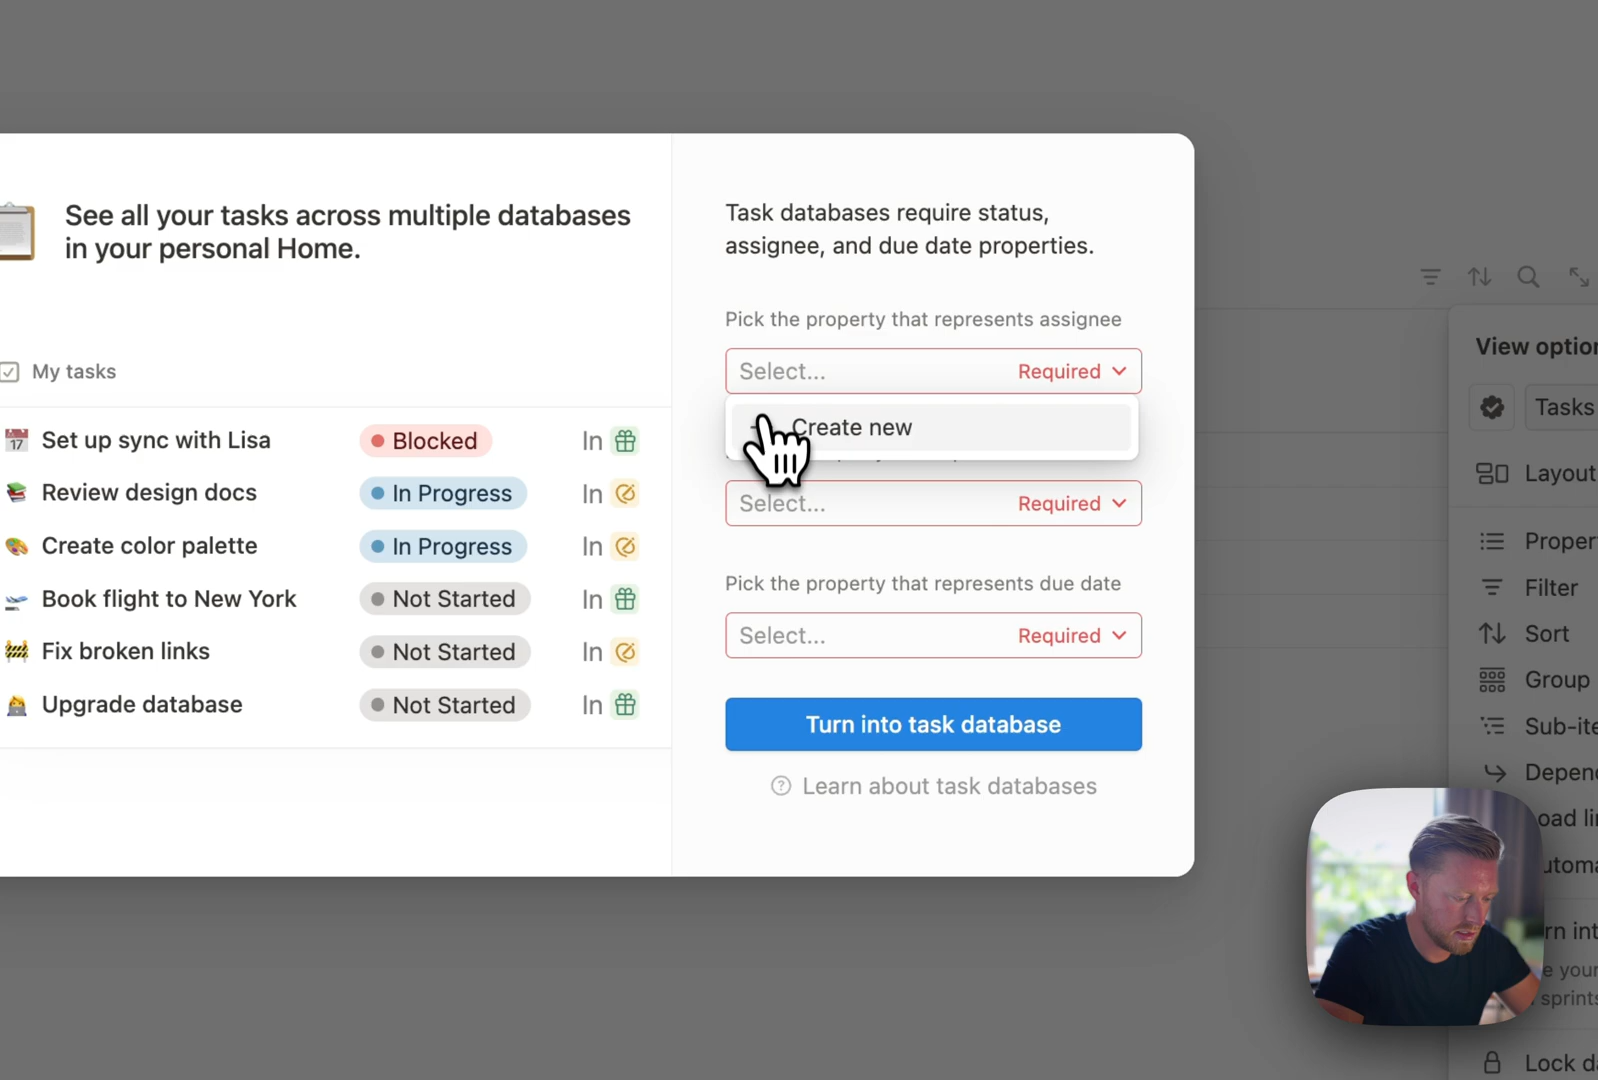 See all your tasks across multiple databases
in your personal Home.
My tasks
17
Set up sync with Lisa
Blocked
In
Review design docs
In Progress
In
Create color palette
In Progress
In
Book flight to New York
Not Started
In
Fix broken links
Not Started
In
Upgrade database
Not Started
In
Task databases require status,
assignee, and due date properties.
Pick the property that represents assignee
Select...
Required
Create new
Select...
Required
Pick the property that represents due date
Select...
Required
Turn into task database
? Learn about task databases
View option
Tasks
Layout
Proper
Filter
Sort
Group
Sub-ite
Depend
oad li
utoma
rn int
e your
sprints
Lock da